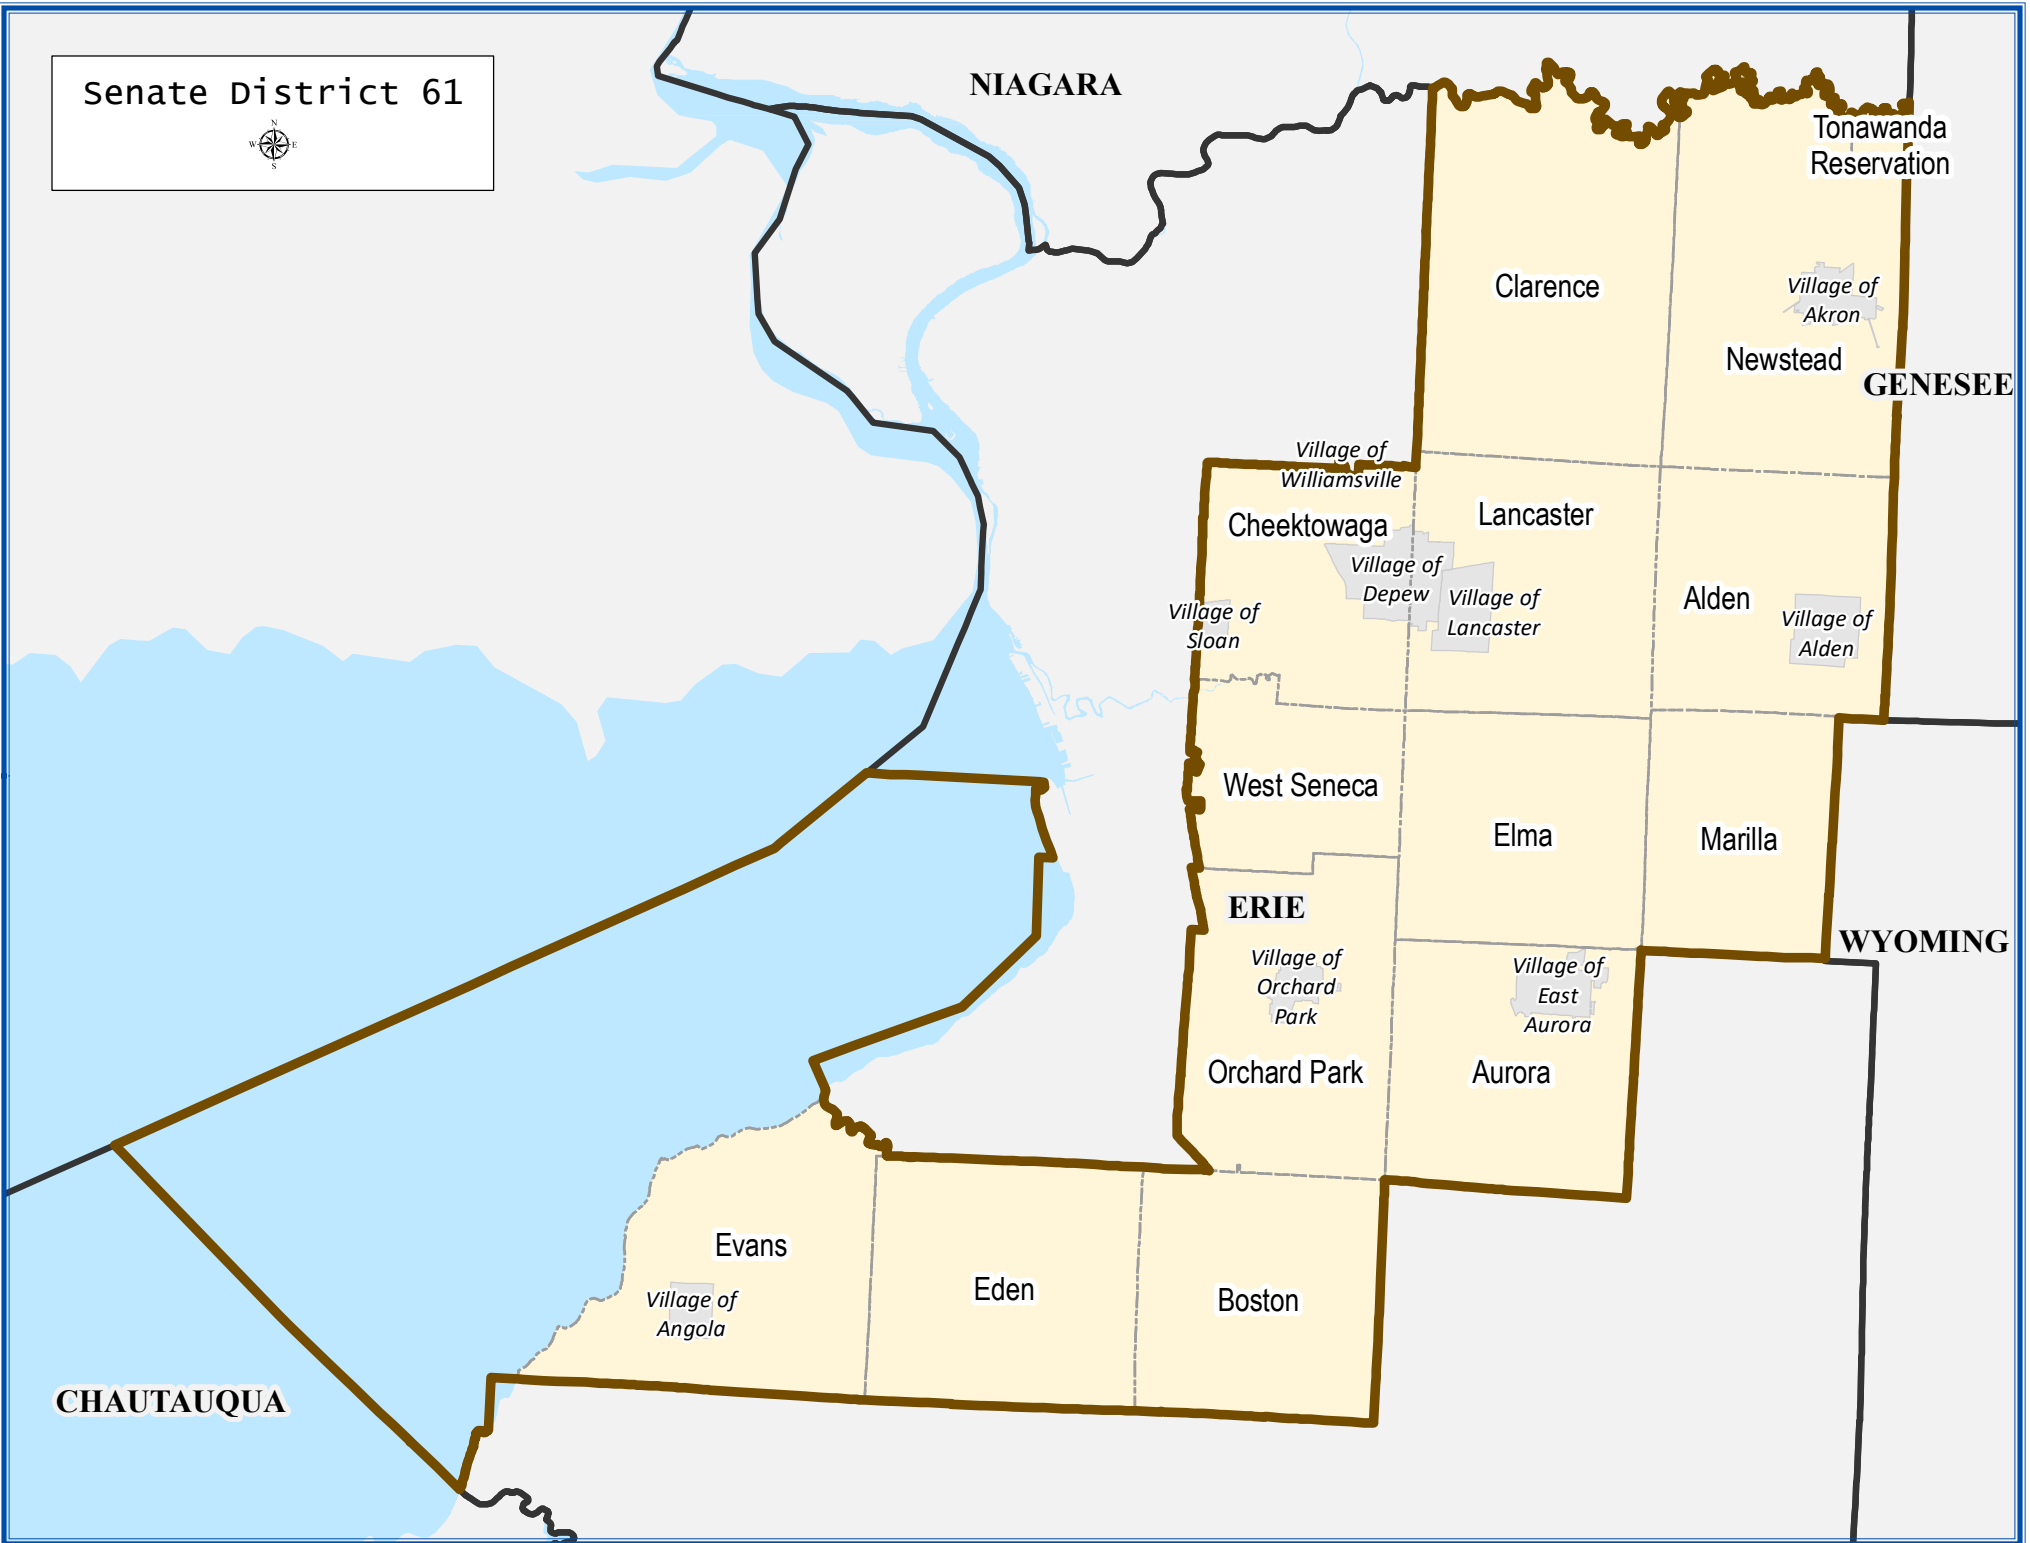 Senate District 61
N
W E
S
NIAGARA
Tonawanda
Reservation
Clarence
Village of
Akron
Newstead
GENESEE
Village of
Williamsville
Cheektowaga
Lancaster
Village of
Depew
Village of
Lancaster
Alden
Village of
Alden
Village of
Sloan
West Seneca
Elma
Marilla
ERIE
WYOMING
Village of
Orchard
Park
Village of
East
Aurora
Orchard Park
Aurora
Evans
Eden
Boston
Village of
Angola
CHAUTAUQUA